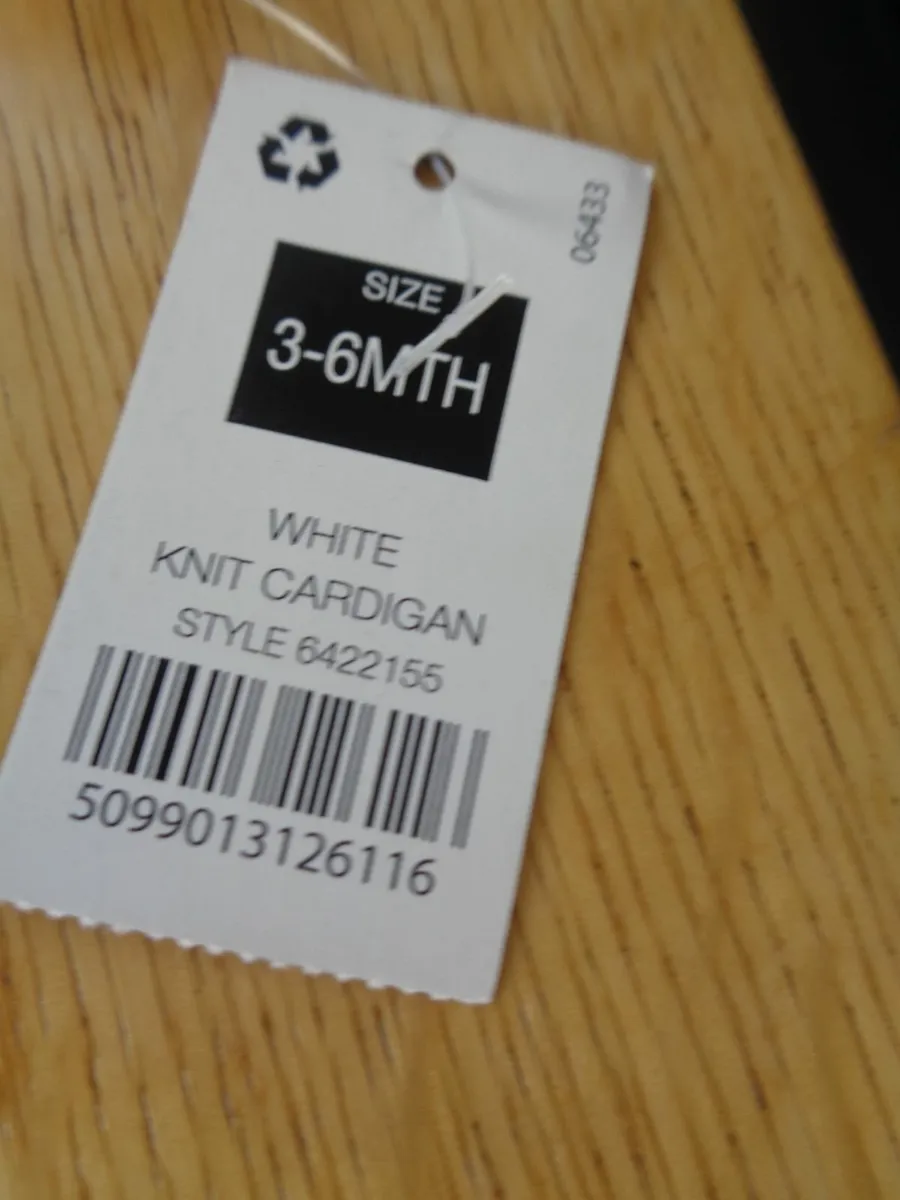 06433
SIZE
3-6MTH
WHITE
KNIT CARDIGAN
STYLE 6422155
5099013126116